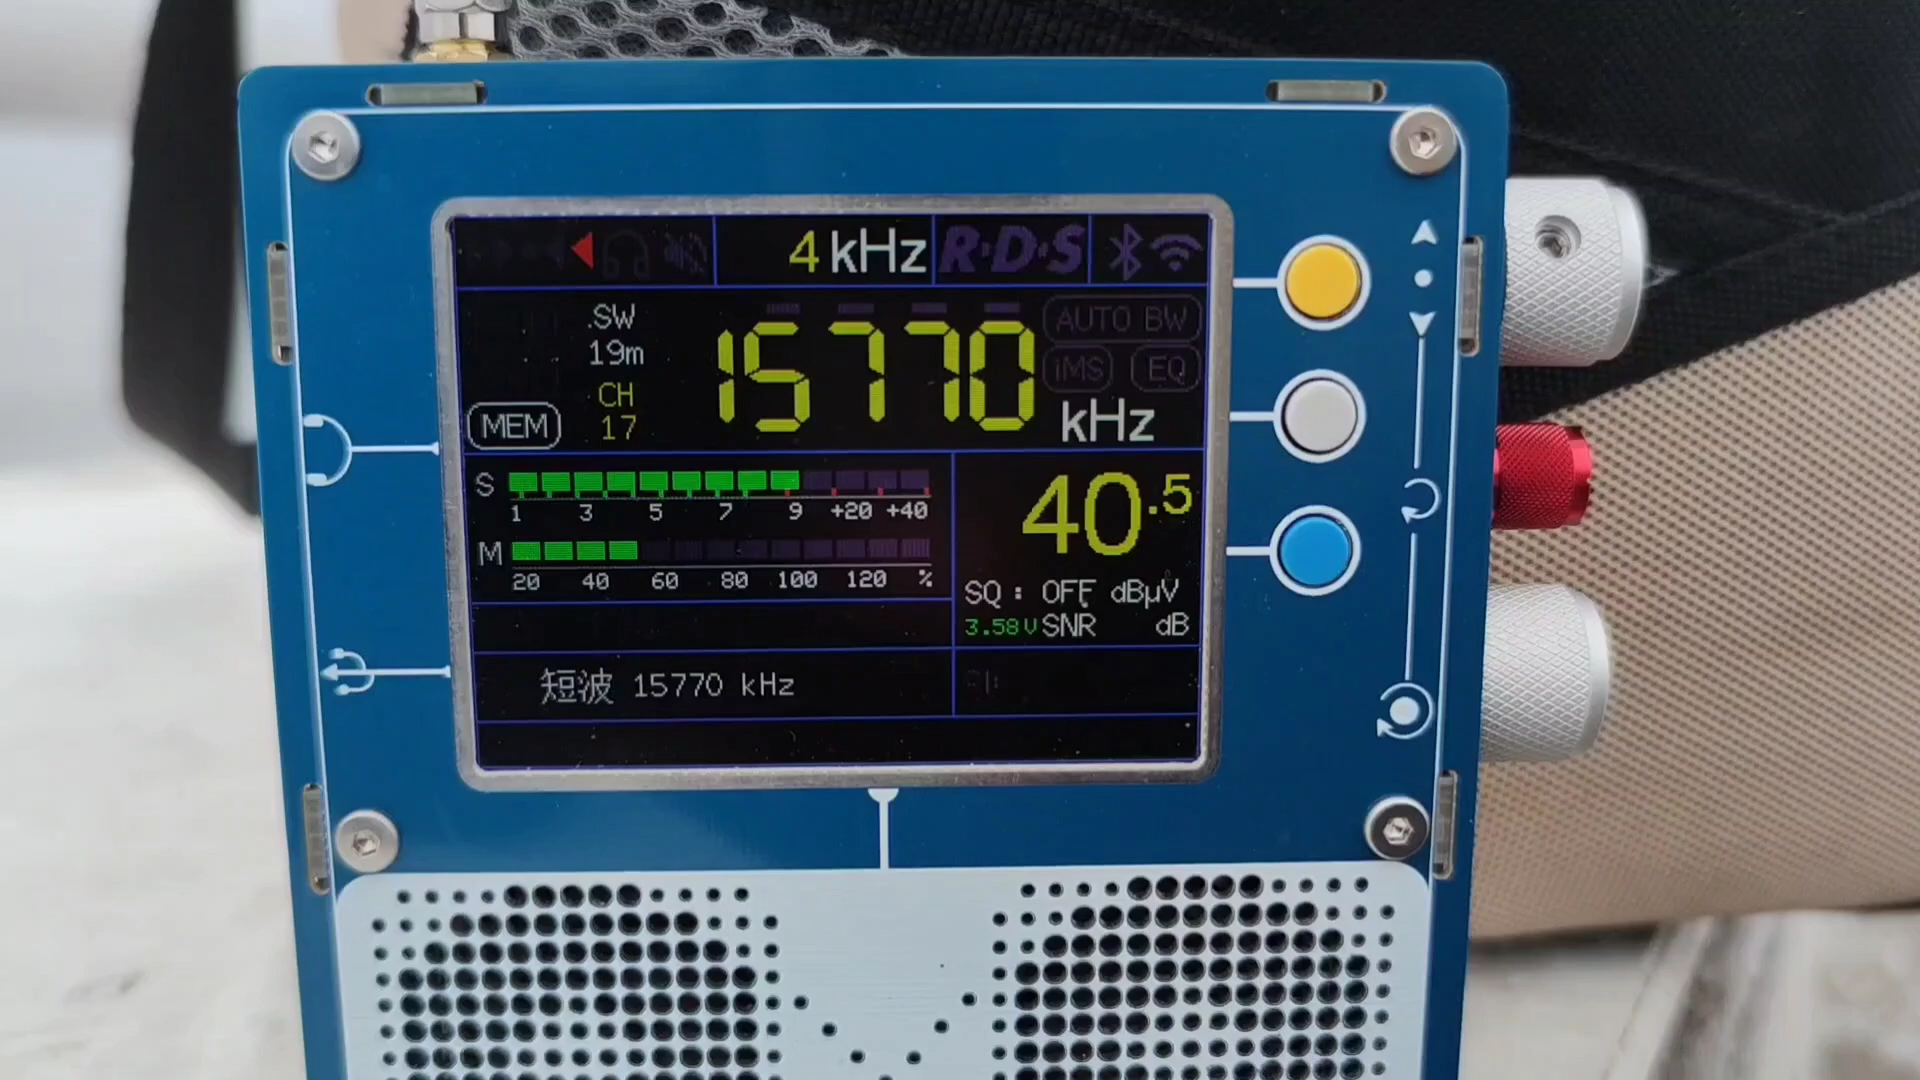 4 kHz R·D·S
.SW
19m
CH
17
MEM
15770
kHz
AUTO BW
iMS EQ
S
1 3 5 7 9 +20 +40
M
20 40 60 80 100 120 %
40.5
SQ : OFF dBμV
3.58V SNR dB
短波 15770 kHz